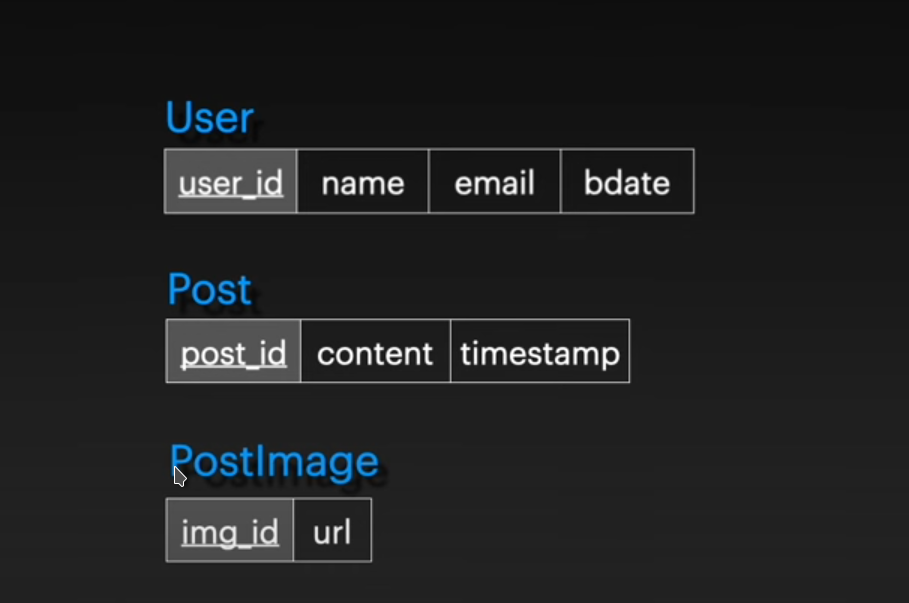 User
user_id name email bdate
Post
post_id content timestamp
PostImage
img_id url